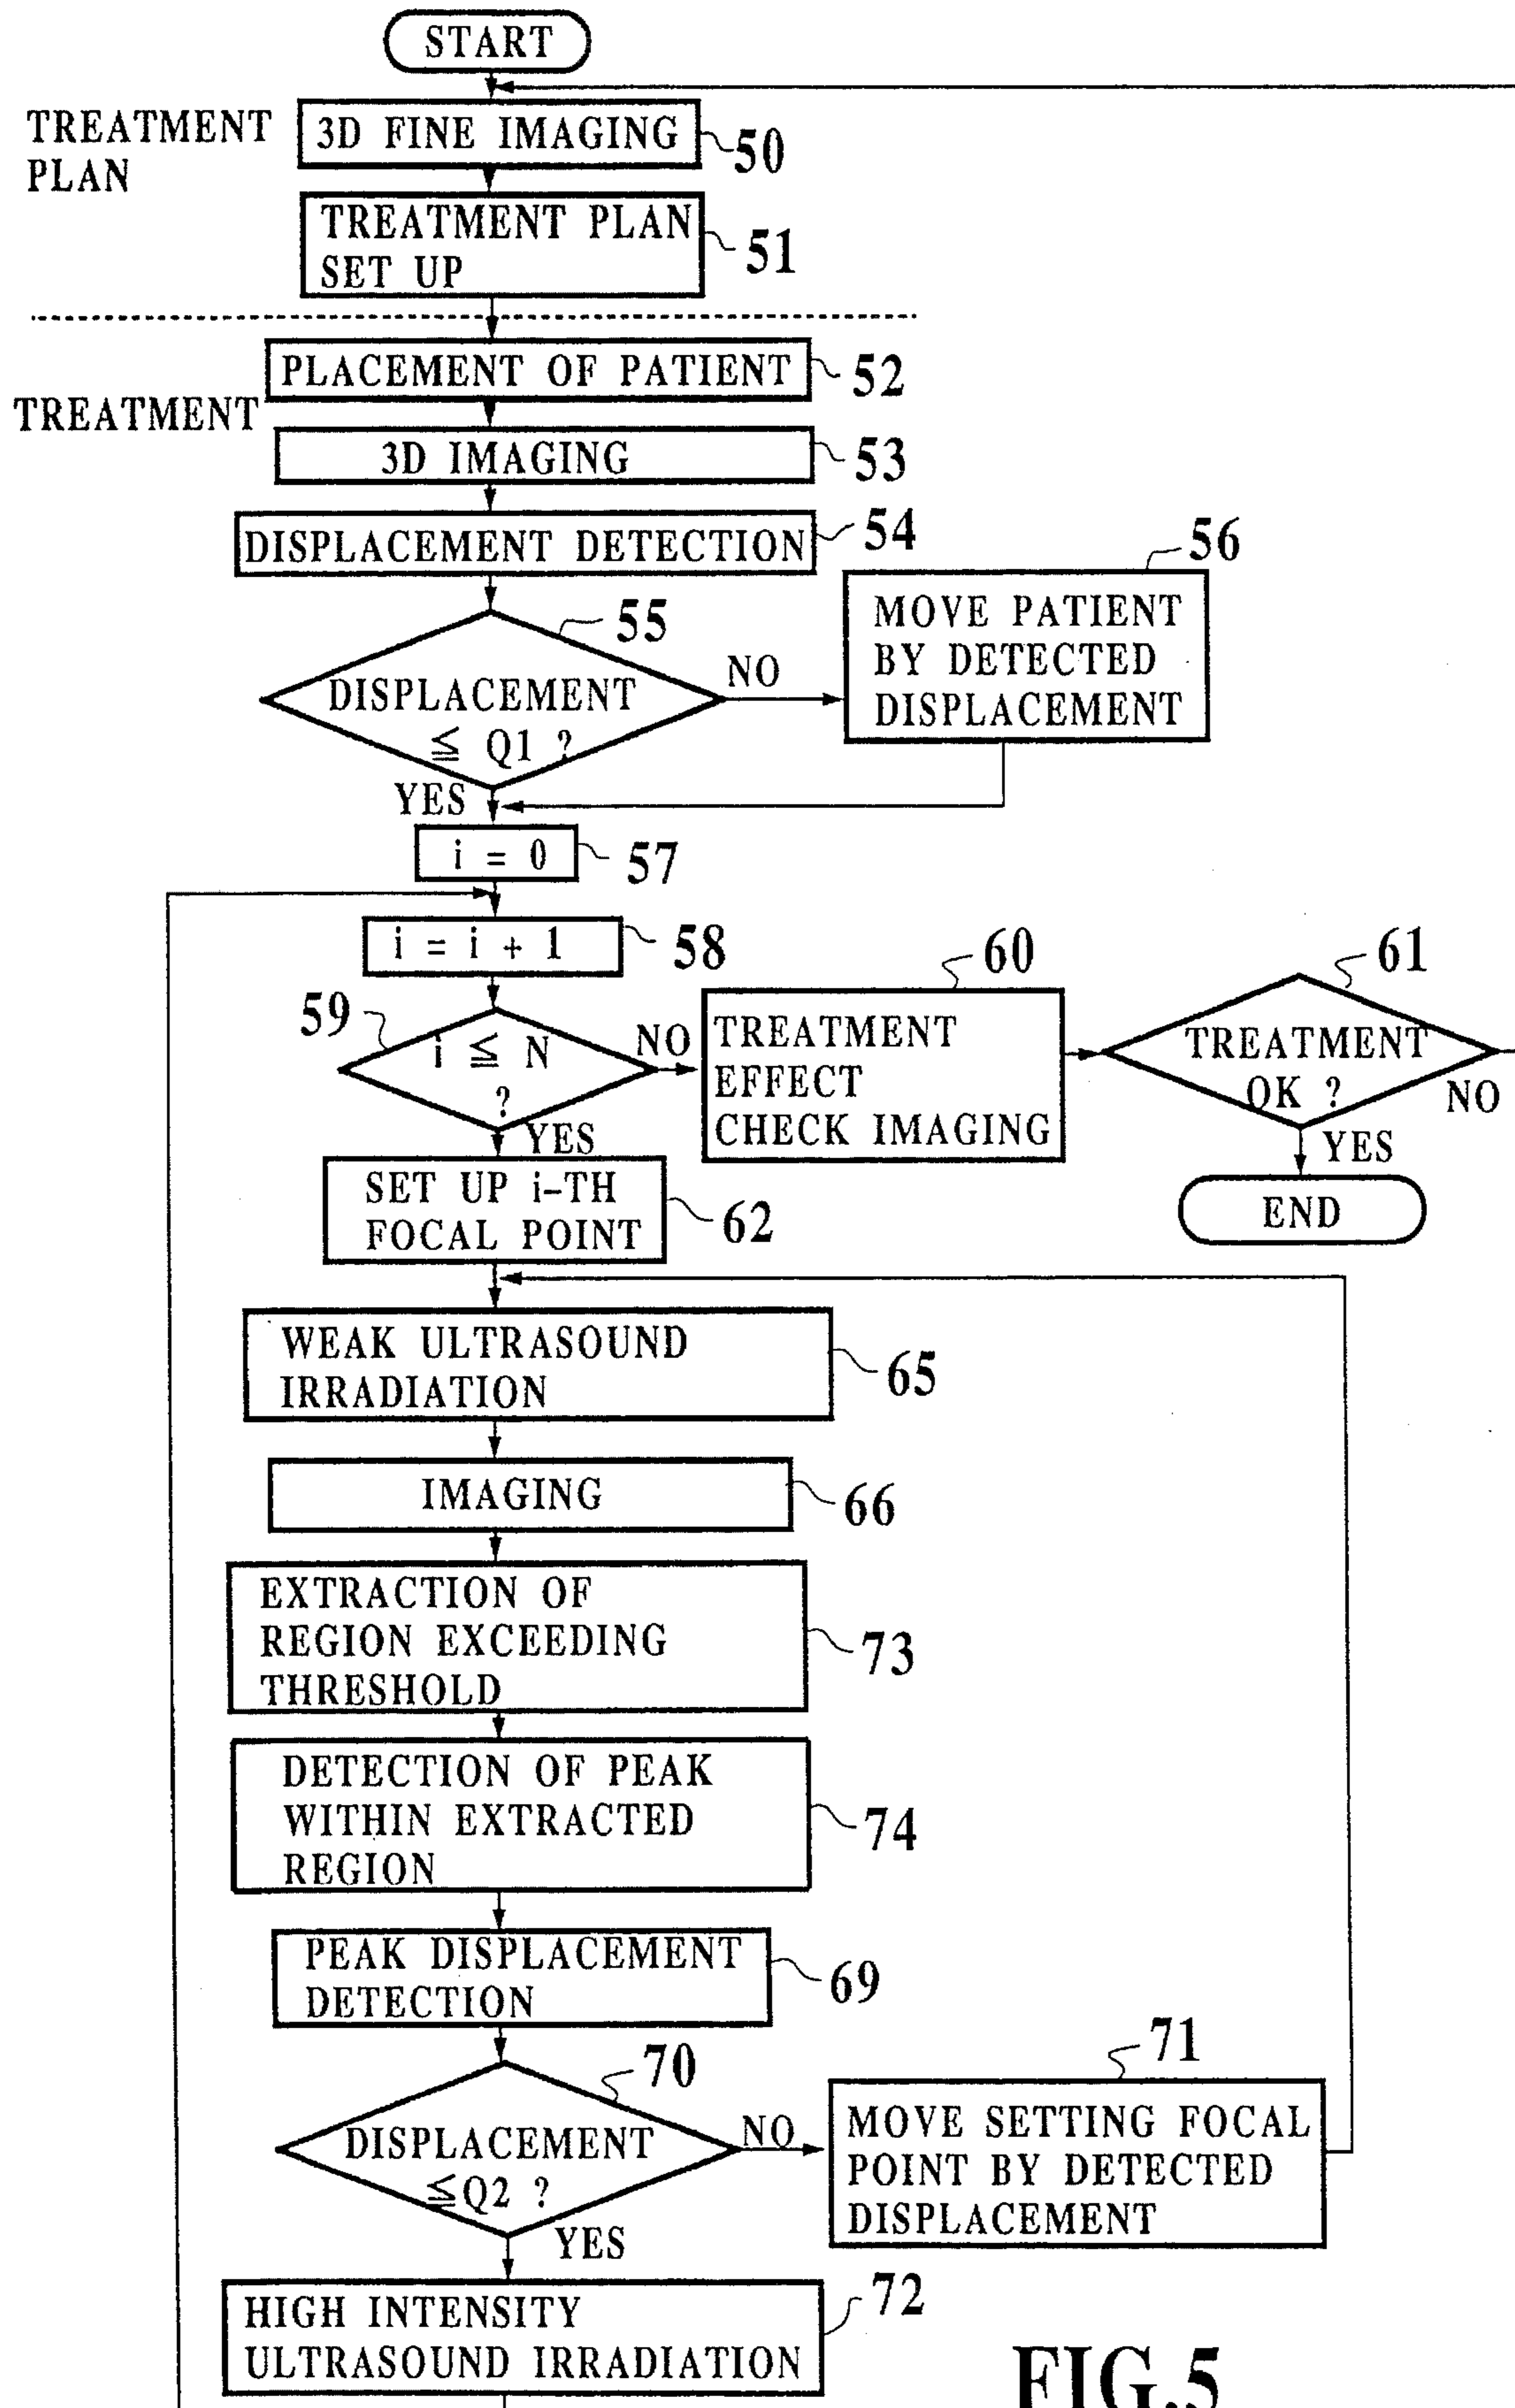 START
TREATMENT
PLAN
3D FINE IMAGING
50
TREATMENT PLAN
SET UP
51
PLACEMENT OF PATIENT
52
TREATMENT
3D IMAGING
53
DISPLACEMENT DETECTION
54
55
DISPLACEMENT
≦ Q1 ?
NO
YES
56
MOVE PATIENT
BY DETECTED
DISPLACEMENT
i = 0
57
i = i + 1
58
59
i ≦ N
?
NO
YES
60
TREATMENT
EFFECT
CHECK IMAGING
61
TREATMENT
OK ?
NO
YES
END
SET UP i-TH
FOCAL POINT
62
WEAK ULTRASOUND
IRRADIATION
65
IMAGING
66
EXTRACTION OF
REGION EXCEEDING
THRESHOLD
73
DETECTION OF PEAK
WITHIN EXTRACTED
REGION
74
PEAK DISPLACEMENT
DETECTION
69
70
DISPLACEMENT
≦Q2 ?
NO
YES
71
MOVE SETTING FOCAL
POINT BY DETECTED
DISPLACEMENT
HIGH INTENSITY
ULTRASOUND IRRADIATION
72
FIG.5